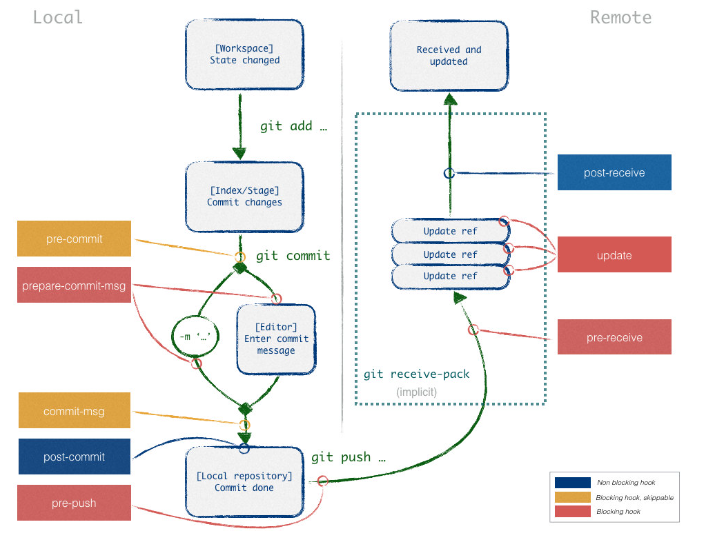 Local
Remote
[Workspace]
State changed
Received and
updated
git add …
post-receive
[Index/Stage]
Commit changes
pre-commit
Update ref
git commit
Update ref
update
Update ref
prepare-commit-msg
-m ‘…’
[Editor]
Enter commit
message
pre-receive
git receive-pack
(implicit)
commit-msg
post-commit
git push …
[Local repository]
Commit done
pre-push
Non blocking hook
Blocking hook, skippable
Blocking hook